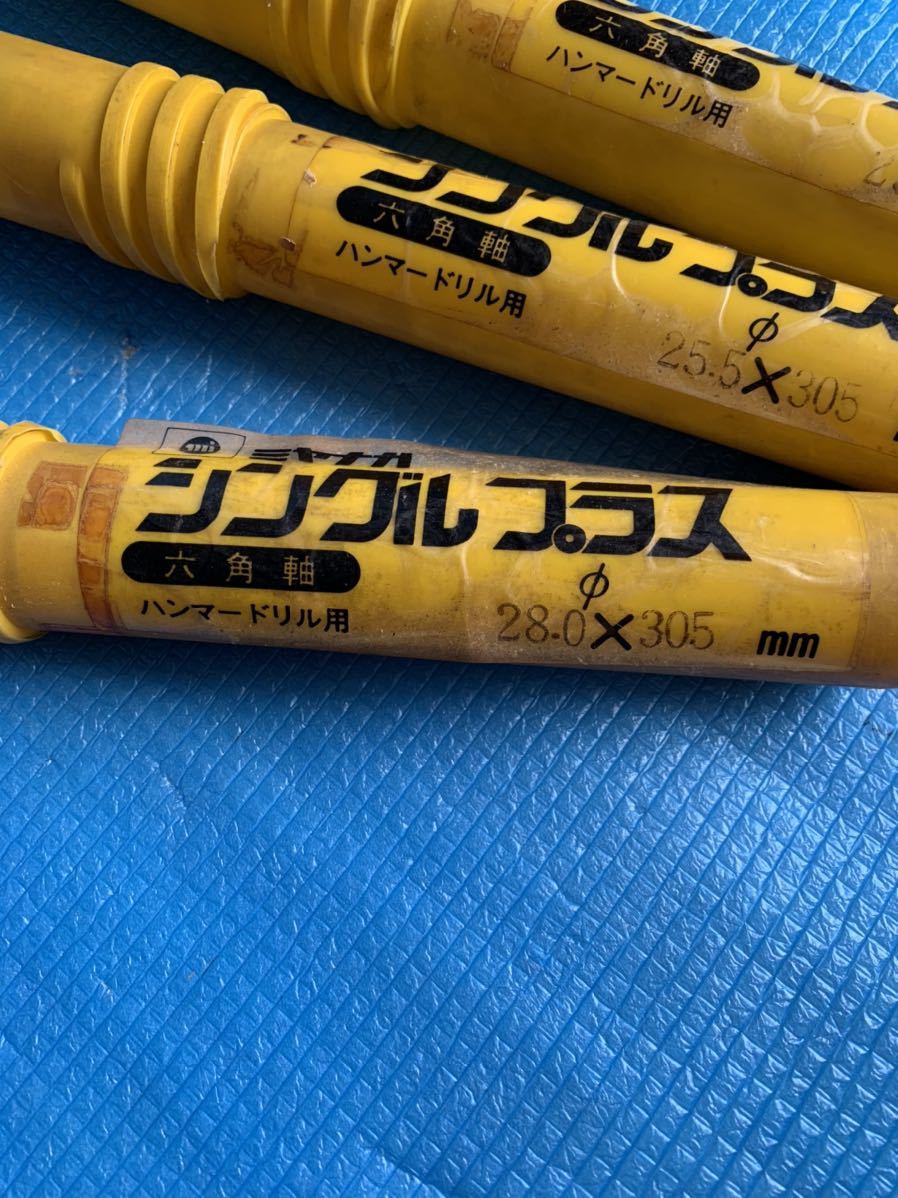 六角軸
ハンマードリル用
シングル プラス
六角軸
ハンマードリル用
φ
25.5×305
mi ミヤナガ
シングル プラス
六角軸
ハンマードリル用
φ
28.0×305 mm